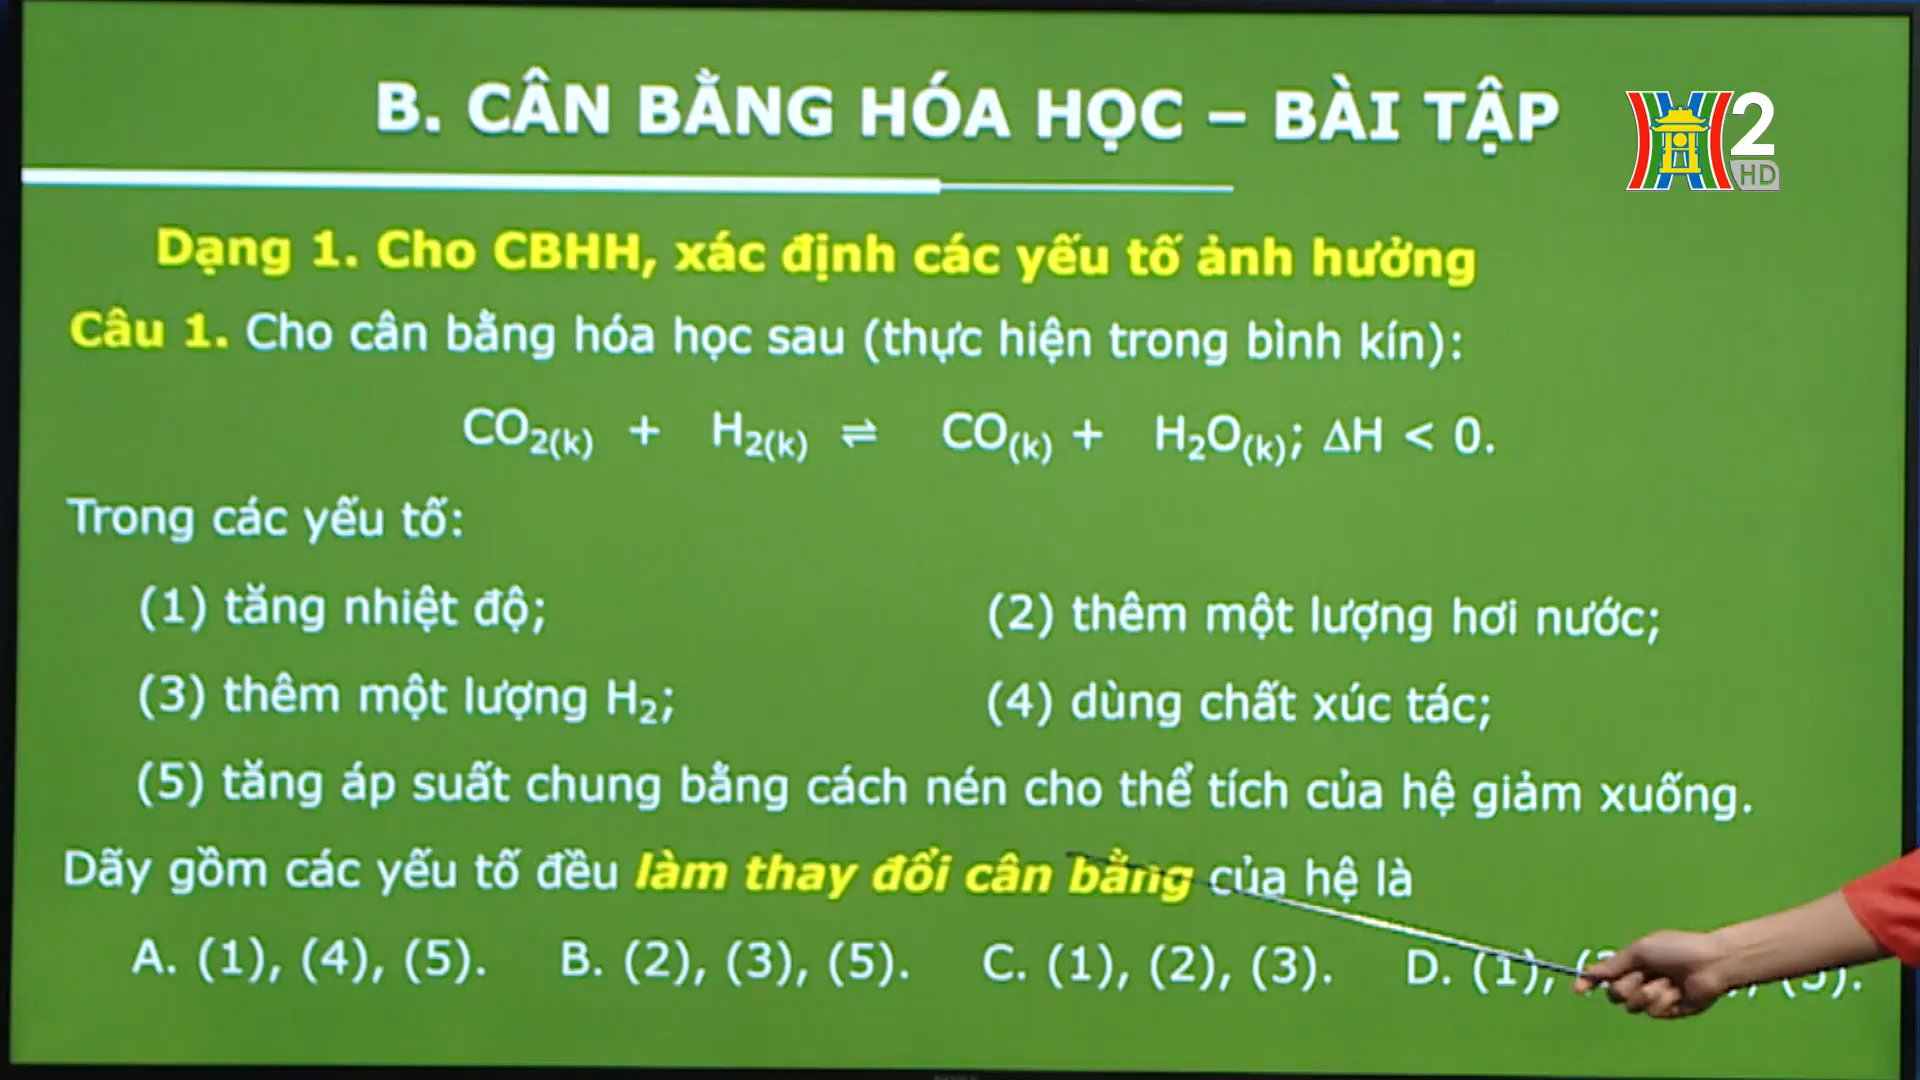 B. CÂN BẰNG HÓA HỌC – BÀI TẬP
2
HD
Dạng 1. Cho CBHH, xác định các yếu tố ảnh hưởng
Câu 1. Cho cân bằng hóa học sau (thực hiện trong bình kín):
CO₂(k) + H₂(k) ⇌ CO(k) + H₂O(k); ΔH < 0.
Trong các yếu tố:
(1) tăng nhiệt độ; (2) thêm một lượng hơi nước;
(3) thêm một lượng H₂; (4) dùng chất xúc tác;
(5) tăng áp suất chung bằng cách nén cho thể tích của hệ giảm xuống.
Dãy gồm các yếu tố đều làm thay đổi cân bằng của hệ là
A. (1), (4), (5). B. (2), (3), (5). C. (1), (2), (3). D. (1),